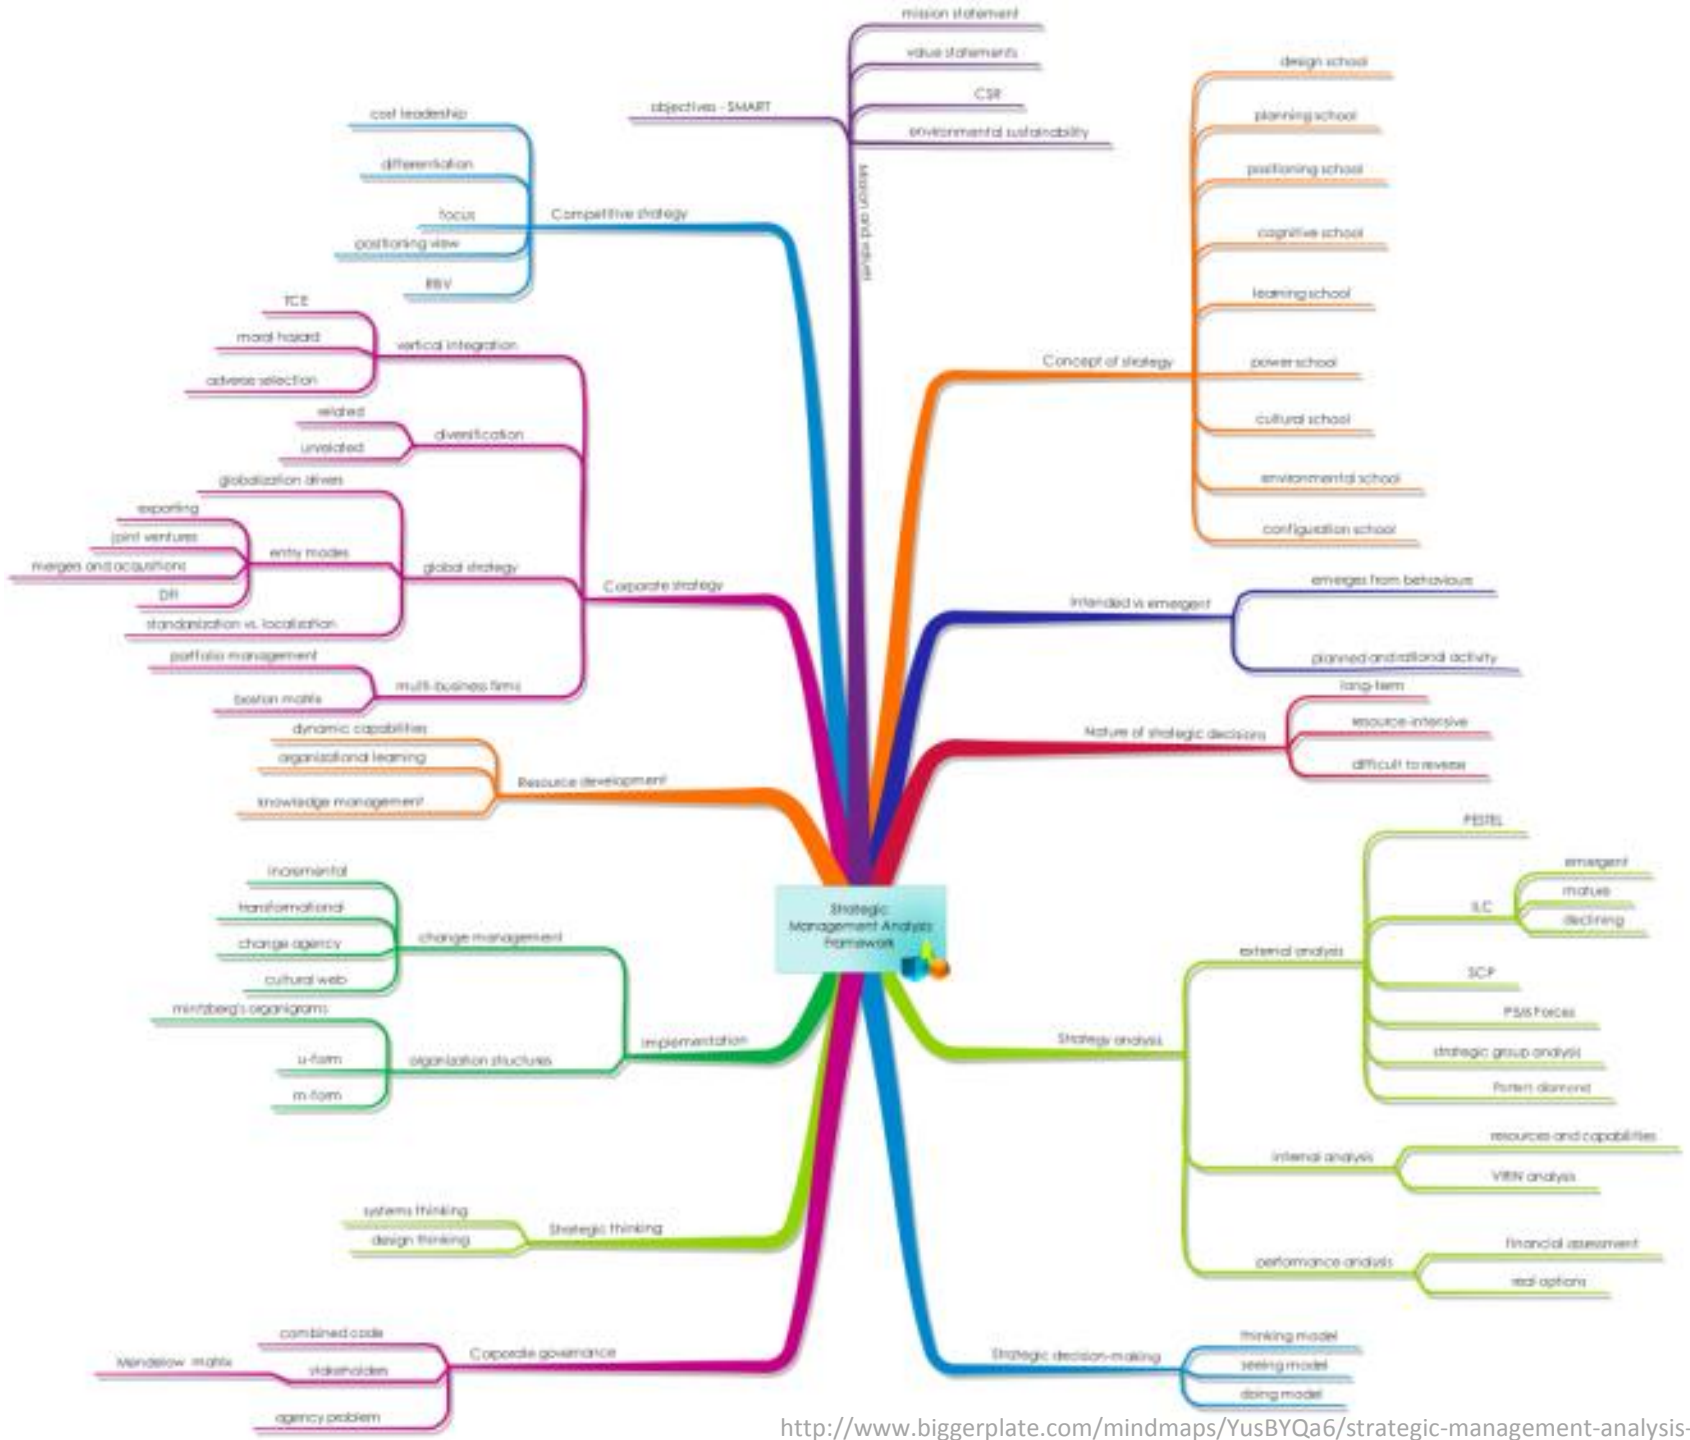 mission statement
value statements
CSR
environmental sustainability
objectives - SMART
Mission and values
design school
planning school
positioning school
cognitive school
learning school
power school
cultural school
environmental school
configuration school
Concept of strategy
emerges from behaviour
Intended vs emergent
planned and rational activity
long-term
Nature of strategic decisions
resource-intensive
difficult to reverse
PESTEL
emergent
mature
ILC
declining
external analysis
SCP
strategic group analysis
Porters diamond
Strategy analysis
resources and capabilities
internal analysis
VRIN analysis
financial assessment
performance analysis
real options
thinking model
Strategic decision-making
seeing model
doing model
cost leadership
differentiation
focus
Competitive strategy
positioning view
RBV
TCE
moral hazard
vertical integration
adverse selection
related
diversification
unrelated
globalization drivers
exporting
joint ventures
entry modes
mergers and acquisitions
global strategy
DFI
standardization vs. localization
Corporate strategy
portfolio management
multi-business firms
boston matrix
dynamic capabilities
organizational learning
Resource development
knowledge management
Strategic
Management Analysis
Framework
incremental
transformational
change management
change agency
cultural web
mintzberg's organigrams
u-form
organization structures
m-form
Implementation
systems thinking
Strategic thinking
design thinking
combined code
Corporate governance
Mendelow matrix
stakeholders
agency problem
http://www.biggerplate.com/mindmaps/YusBYQa6/strategic-management-analysis-